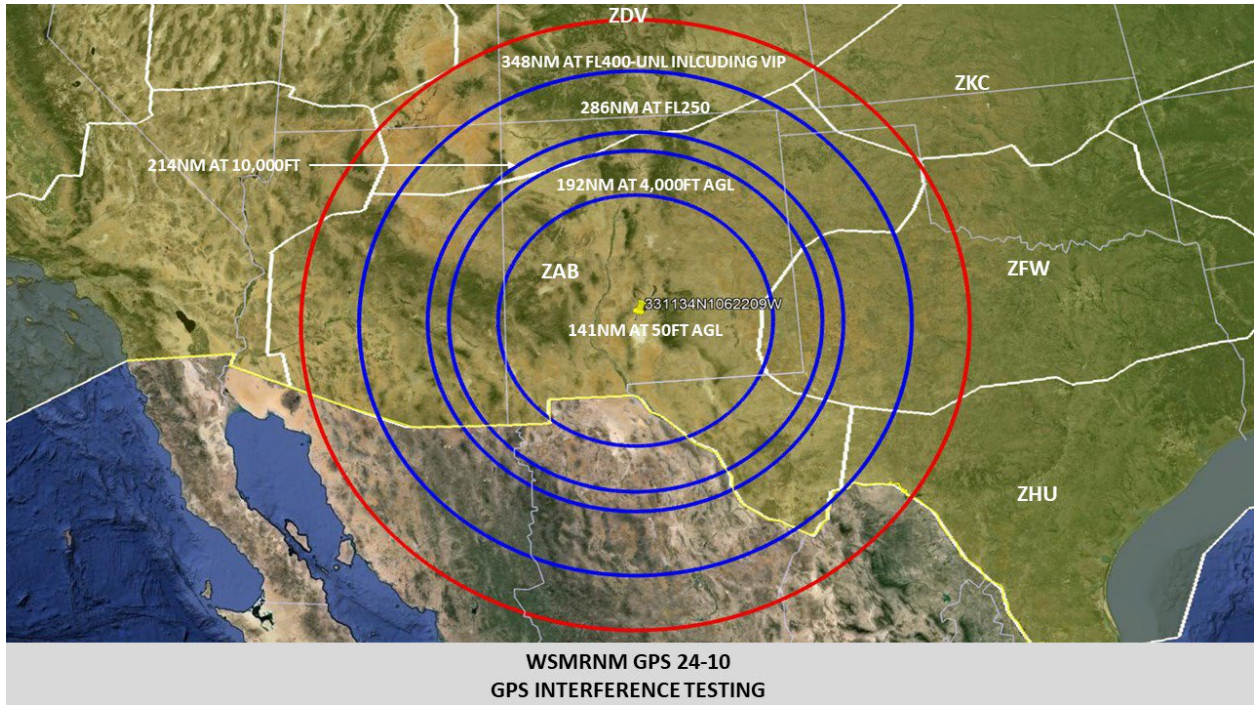 ZDV
348NM AT FL400-UNL INLCUDING VIP
ZKC
286NM AT FL250
214NM AT 10,000FT
192NM AT 4,000FT AGL
ZAB
ZFW
331134N1062209W
141NM AT 50FT AGL
ZHU
WSMRNM GPS 24-10
GPS INTERFERENCE TESTING